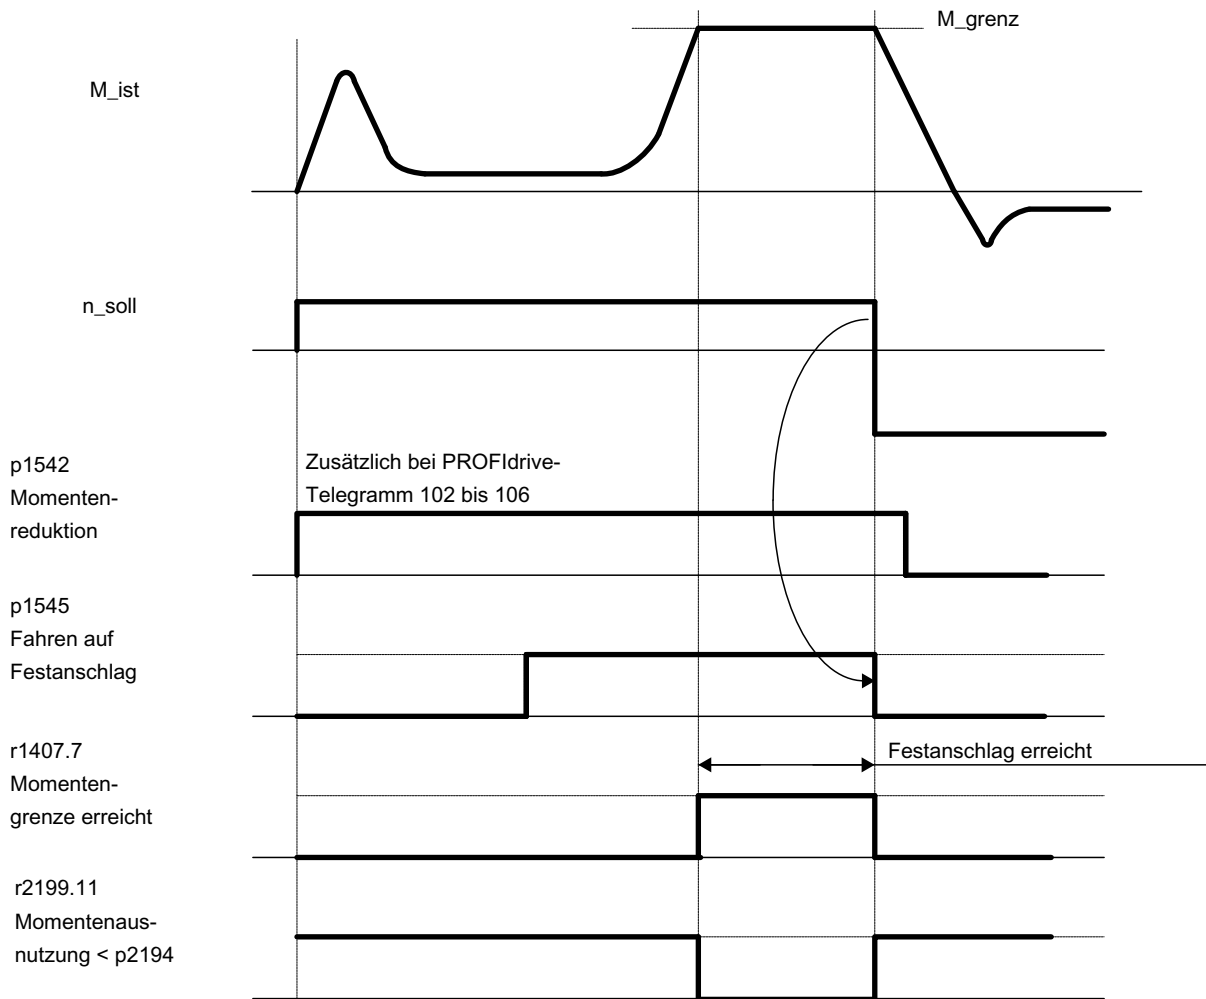 M_grenz
M_ist
n_soll
p1542
Momenten-
reduktion
Zusätzlich bei PROFIdrive-
Telegramm 102 bis 106
p1545
Fahren auf
Festanschlag
r1407.7
Momenten-
grenze erreicht
Festanschlag erreicht
r2199.11
Momentenaus-
nutzung < p2194